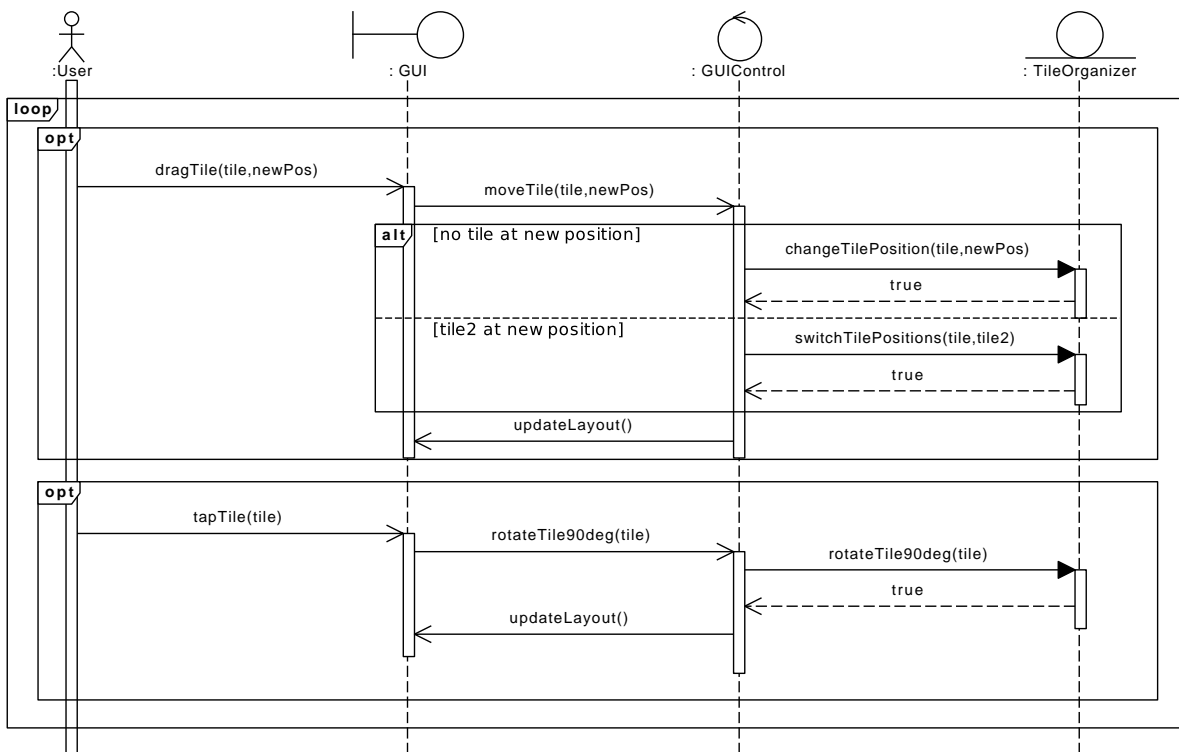 :User
: GUI
: GUIControl
: TileOrganizer
loop
opt
dragTile(tile,newPos)
moveTile(tile,newPos)
alt
[no tile at new position]
changeTilePosition(tile,newPos)
true
[tile2 at new position]
switchTilePositions(tile,tile2)
true
updateLayout()
opt
tapTile(tile)
rotateTile90deg(tile)
rotateTile90deg(tile)
true
updateLayout()